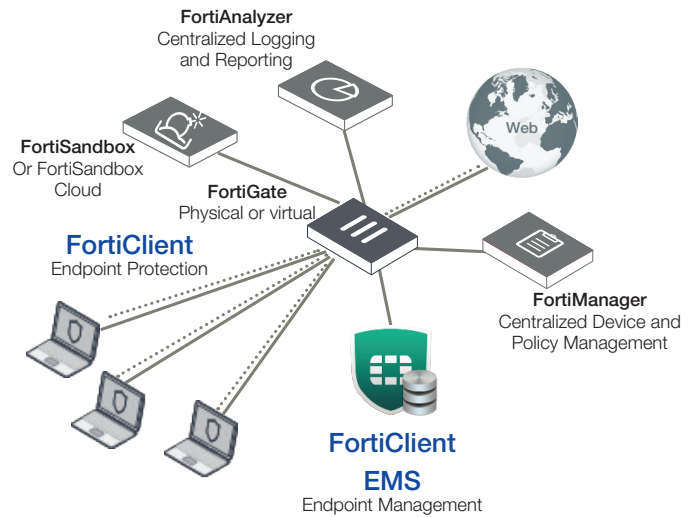 FortiAnalyzer
Centralized Logging
and Reporting
Web
FortiSandbox
Or FortiSandbox
Cloud
FortiGate
Physical or virtual
FortiClient
Endpoint Protection
FortiManager
Centralized Device and
Policy Management
FortiClient
EMS
Endpoint Management